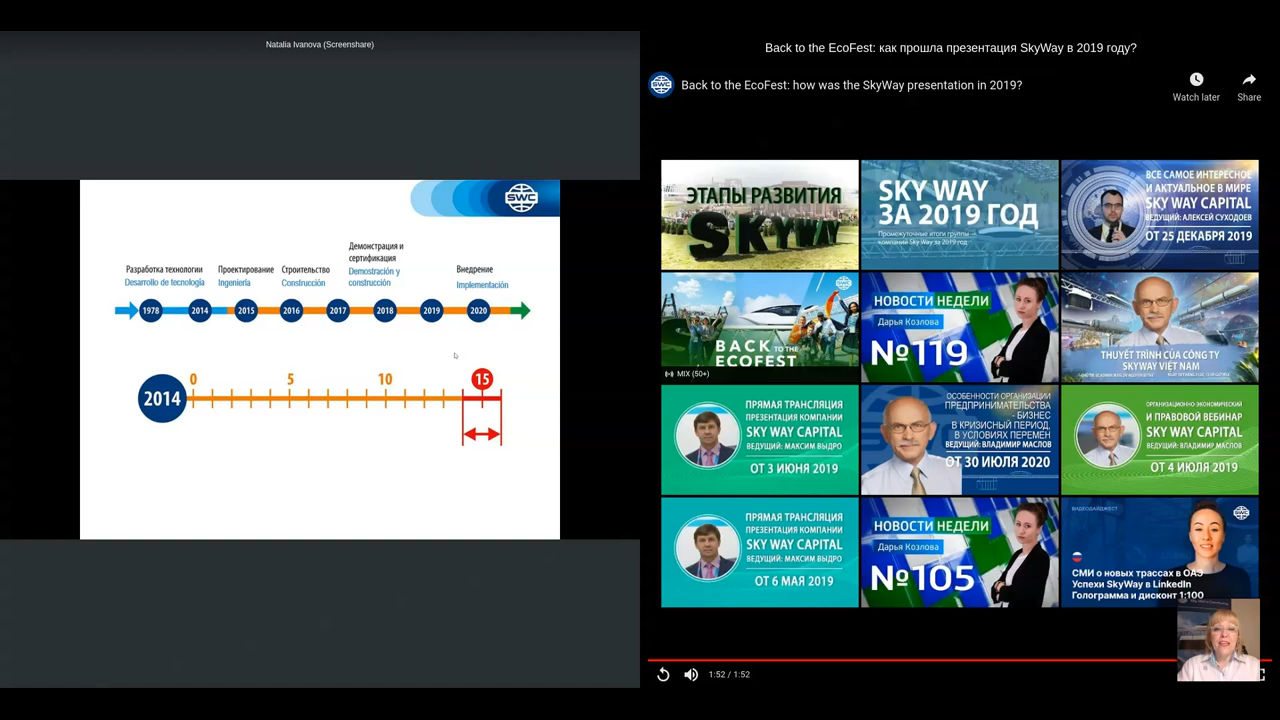 Natalia Ivanova (Screenshare)
SWC
Разработка технологии
Desarrollo de tecnología
Проектирование
Ingeniería
Строительство
Construcción
Демонстрация и
сертификация
Demostración y
construcción
Внедрение
Implementación
1978 2014 2015 2016 2017 2018 2019 2020
0 5 10 15
2014
Back to the EcoFest: как прошла презентация SkyWay в 2019 году?
SWC
Back to the EcoFest: how was the SkyWay presentation in 2019?
Watch later
Share
ЭТАПЫ РАЗВИТИЯ
SKYWAY
SKY WAY
ЗА 2019 ГОД
Промежуточные итоги группы
компаний Sky Way за 2019 год
ВСЕ САМОЕ ИНТЕРЕСНОЕ
И АКТУАЛЬНОЕ В МИРЕ
SKY WAY CAPITAL
ВЕДУЩИЙ: АЛЕКСЕЙ СУХОДОЕВ
ОТ 25 ДЕКАБРЯ 2019
BACK TO THE
ECOFEST
MIX (50+)
НОВОСТИ НЕДЕЛИ
Дарья Козлова
№119
THUYẾT TRÌNH CỦA CÔNG TY
SKYWAY VIỆT NAM
ПРЯМАЯ ТРАНСЛЯЦИЯ
ПРЕЗЕНТАЦИЯ КОМПАНИИ
SKY WAY CAPITAL
ВЕДУЩИЙ: МАКСИМ ВЫДРО
ОТ 3 ИЮНЯ 2019
ОСОБЕННОСТИ ОРГАНИЗАЦИИ
ПРЕДПРИНИМАТЕЛЬСТВА
- БИЗНЕС
В КРИЗИСНЫЙ ПЕРИОД,
В УСЛОВИЯХ ПЕРЕМЕН
ВЕДУЩИЙ: ВЛАДИМИР МАСЛОВ
ОТ 30 ИЮЛЯ 2020
ОРГАНИЗАЦИОННО-ЭКОНОМИЧЕСКИЙ
И ПРАВОВОЙ ВЕБИНАР
SKY WAY CAPITAL
ВЕДУЩИЙ: ВЛАДИМИР МАСЛОВ
ОТ 4 ИЮЛЯ 2019
ПРЯМАЯ ТРАНСЛЯЦИЯ
ПРЕЗЕНТАЦИЯ КОМПАНИИ
SKY WAY CAPITAL
ВЕДУЩИЙ: МАКСИМ ВЫДРО
ОТ 6 МАЯ 2019
НОВОСТИ НЕДЕЛИ
Дарья Козлова
№105
ВИДЕОДАЙДЖЕСТ
СМИ о новых трассах в ОАЭ
Успехи SkyWay в LinkedIn
Голограмма и дисконт 1:100
1:52 / 1:52